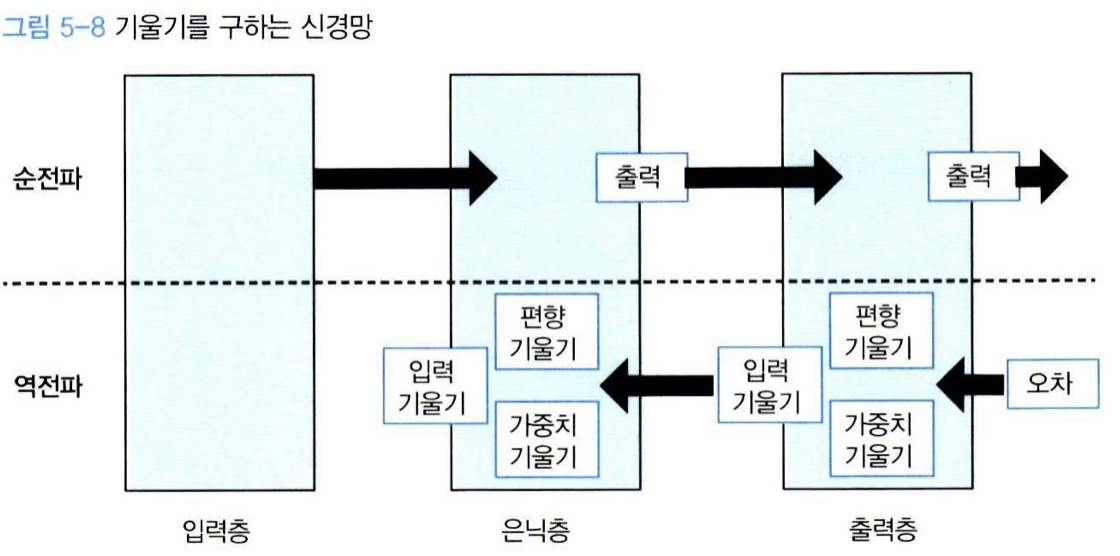 그림 5-8 기울기를 구하는 신경망
순전파
출력
출력
역전파
입력
기울기
편향
기울기
가중치
기울기
입력
기울기
편향
기울기
가중치
기울기
오차
입력층
은닉층
출력층